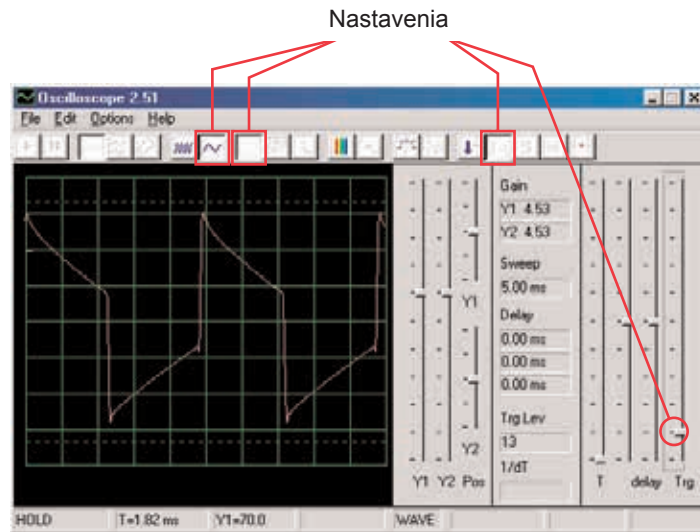 Nastavenia
Oscilloscope 2.51
File Edit Options Help
Gain
Y1 4.53
Y2 4.53
Sweep
5.00 ms
Delay
0.00 ms
0.00 ms
0.00 ms
Trg Lev
13
1/dT
Y1
Y2
Y1 Y2 Pos
T delay Trg
HOLD T=1.82 ms Y1=70.0 WAVE